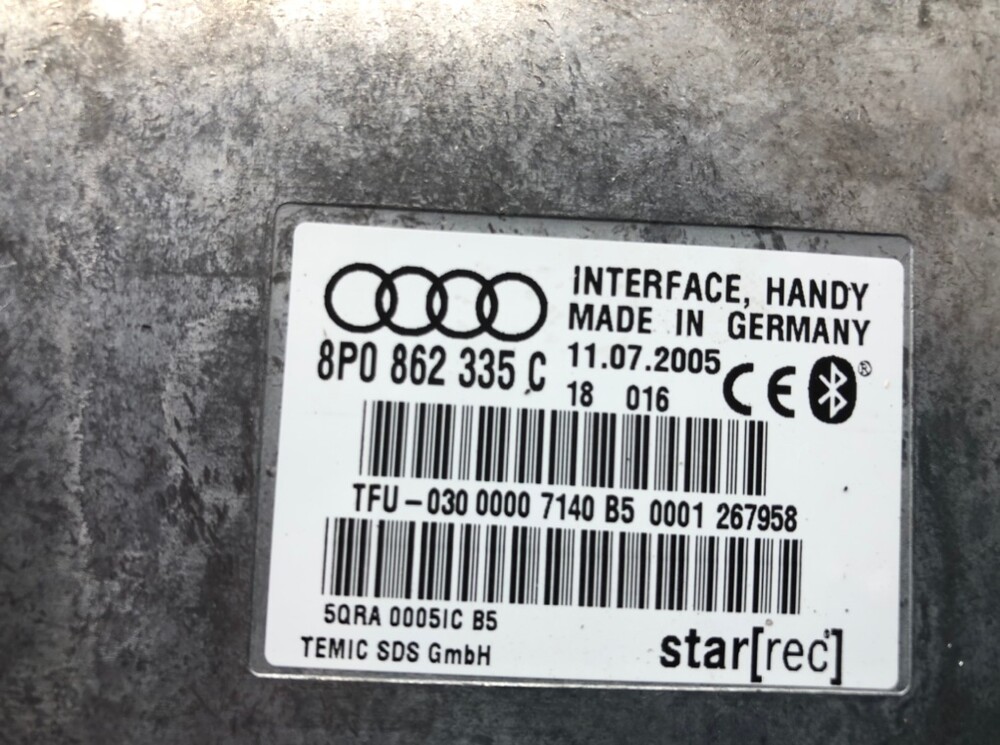 INTERFACE, HANDY
MADE IN GERMANY
8P0 862 335 C
11.07.2005
18 016
CE
®
TFU-030 0000 7140 B5 0001 267958
5QRA 0005IC B5
TEMIC SDS GmbH
star[rec]